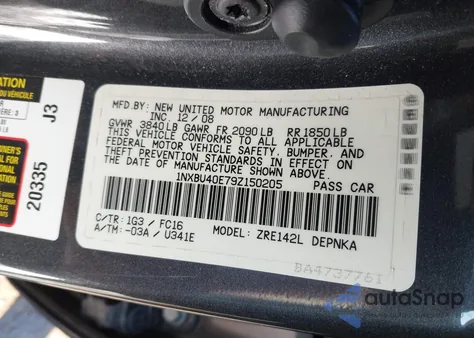 MFD.BY: NEW UNITED MOTOR MANUFACTURING
INC. 12/08
GVWR 3840LB GAWR FR 2090LB RR 1850LB
THIS VEHICLE CONFORMS TO ALL APPLICABLE
FEDERAL MOTOR VEHICLE SAFETY, BUMPER, AND
THEFT PREVENTION STANDARDS IN EFFECT ON
THE DATE OF MANUFACTURE SHOWN ABOVE.
1NXBU40E79Z150205 PASS CAR
C/TR: 1G3 / FC16 MODEL: ZRE142L DEPNKA
A/TM: -03A / U341E
BA4737761
J3
20335
autoSnap